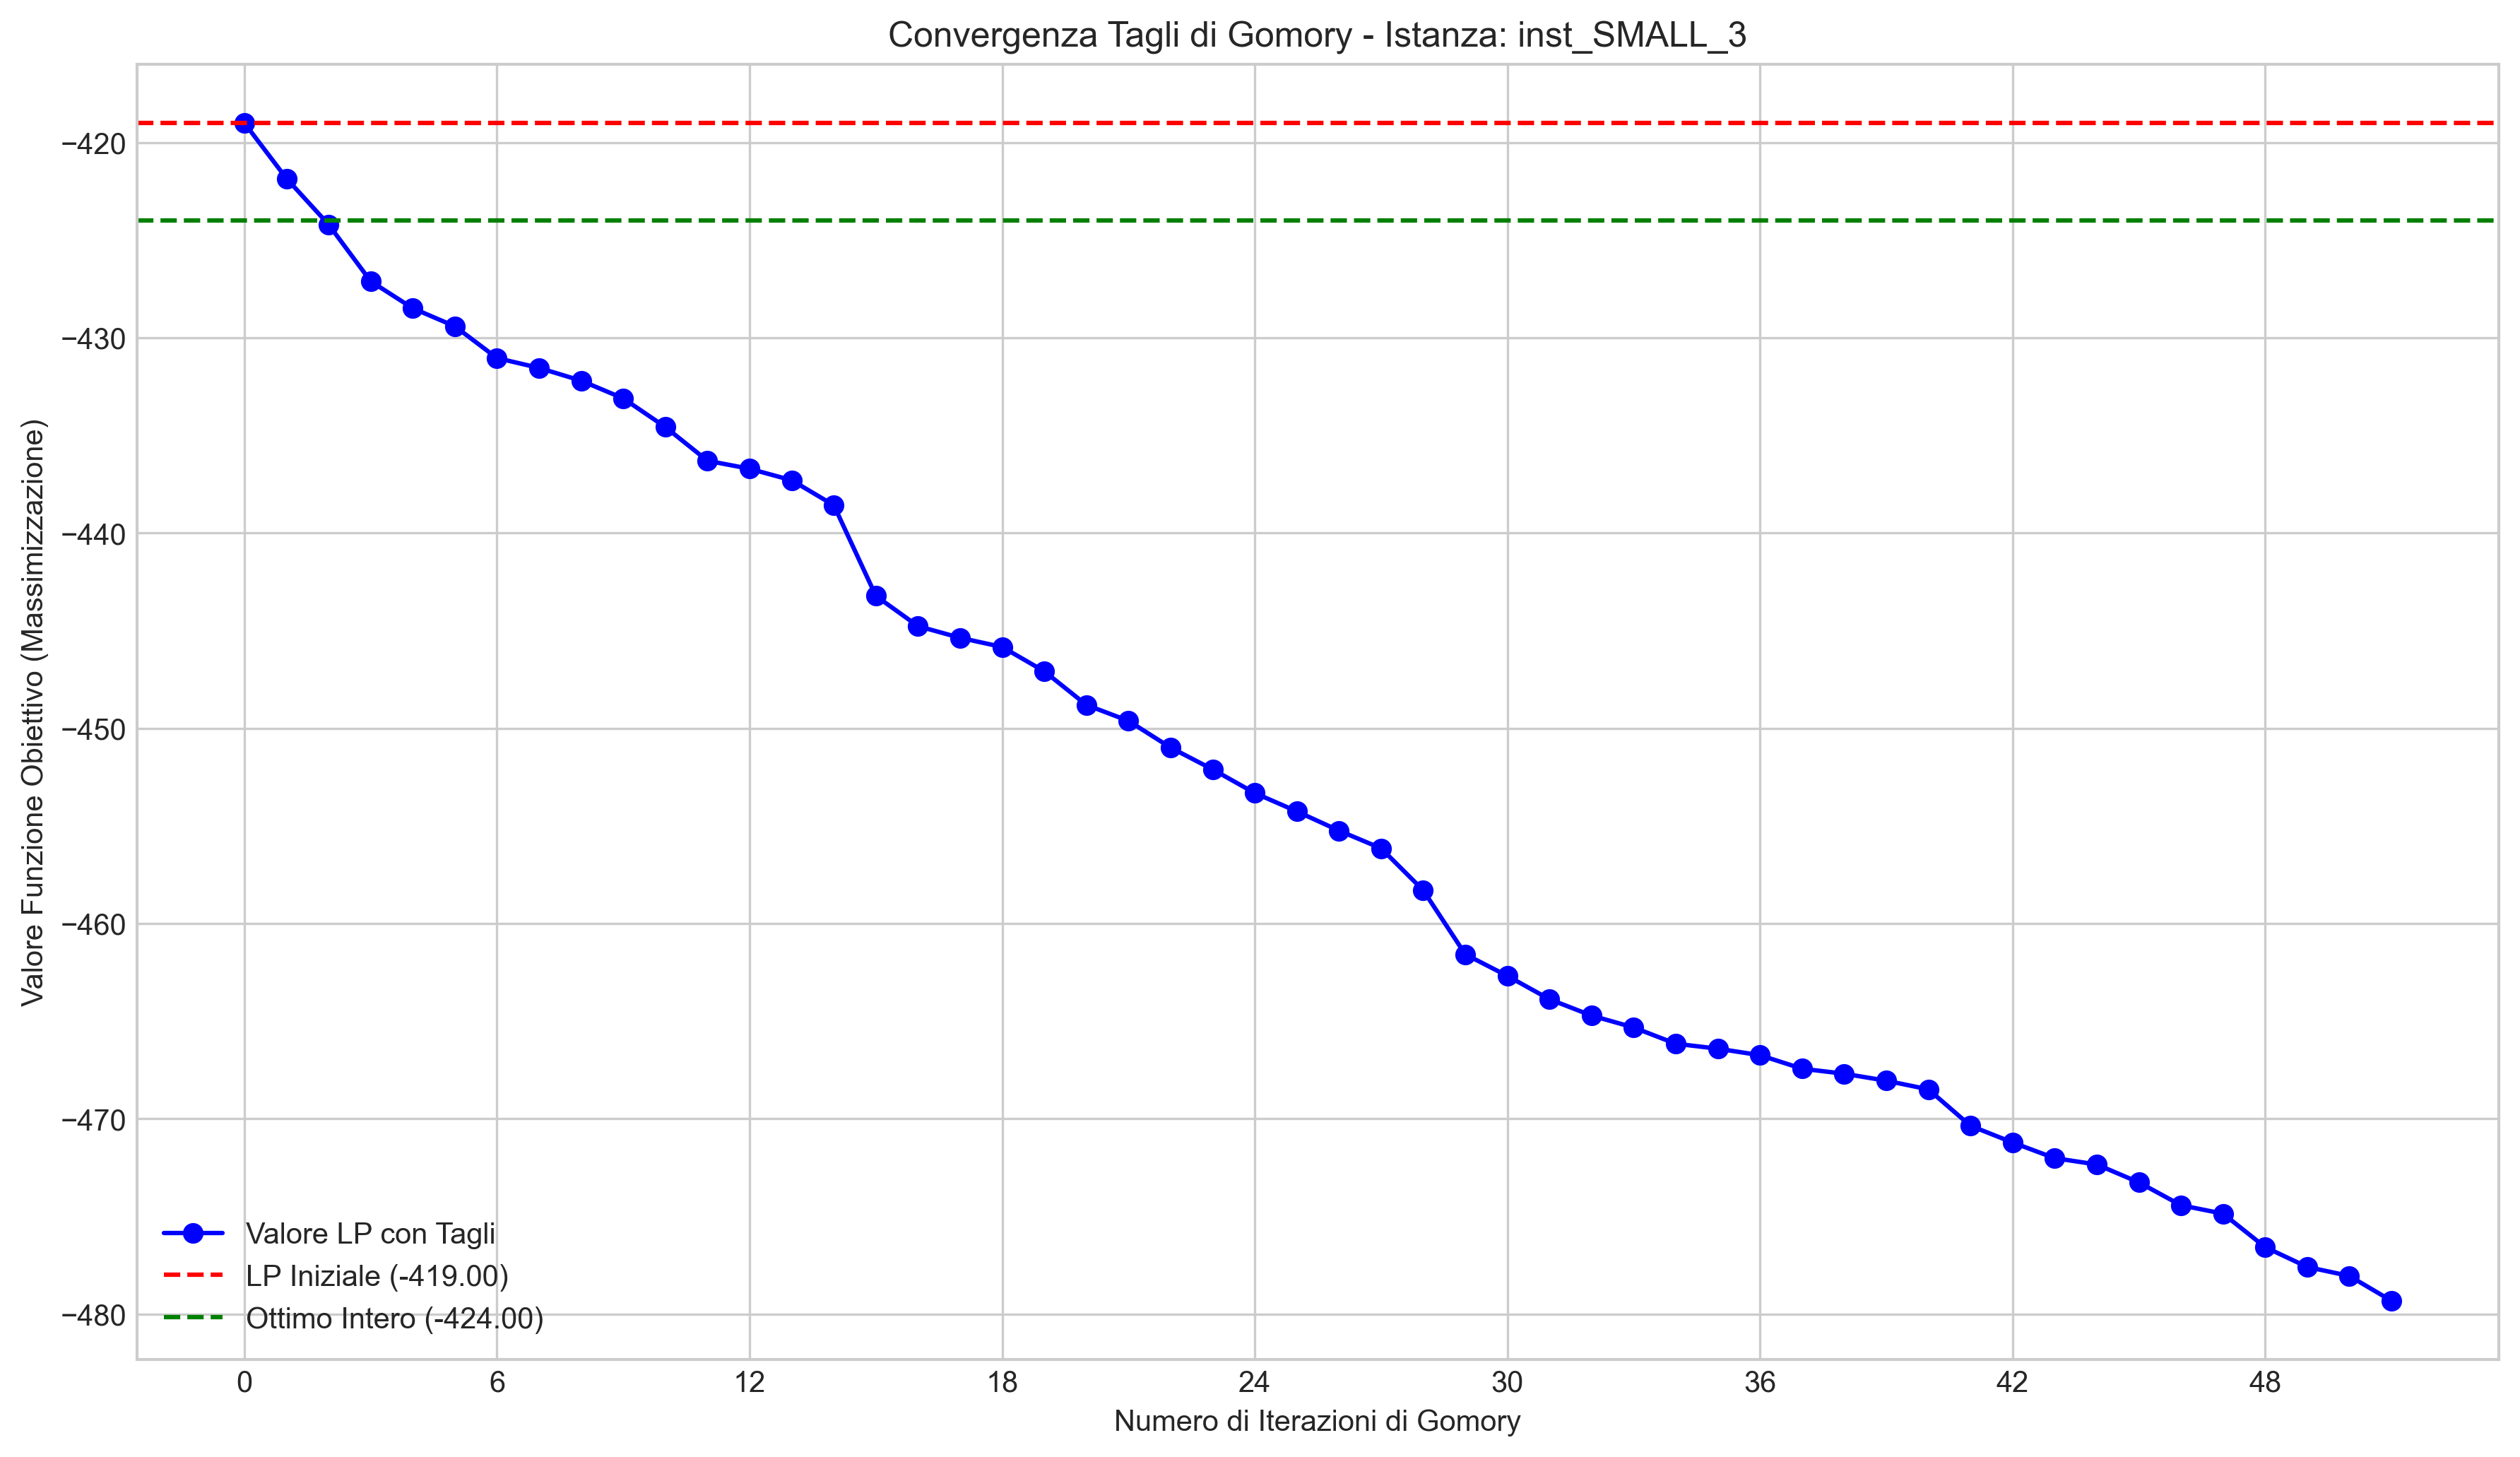 Convergenza Tagli di Gomory - Istanza: inst_SMALL_3
Valore Funzione Obiettivo (Massimizzazione)
−420
−430
−440
−450
−460
−470
−480
Valore LP con Tagli
LP Iniziale (-419.00)
Ottimo Intero (-424.00)
0 6 12 18 24 30 36 42 48
Numero di Iterazioni di Gomory